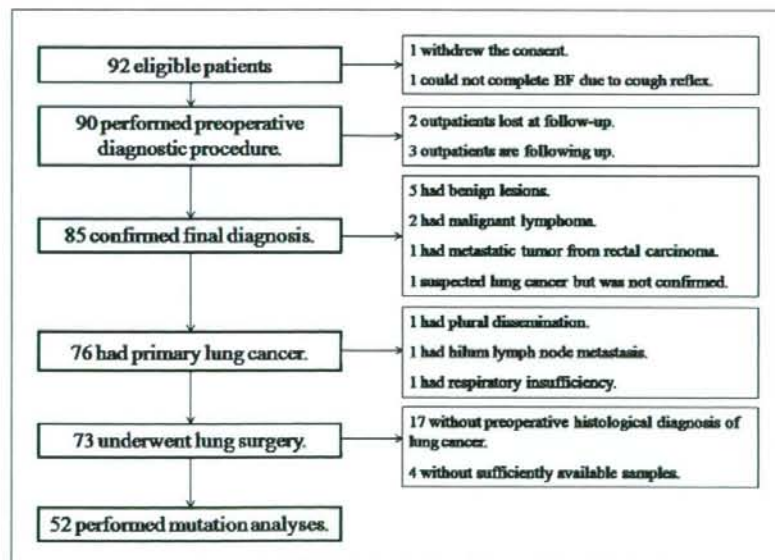 92 eligible patients
1 withdrew the consent.
1 could not complete BF due to cough reflex.
90 performed preoperative
diagnostic procedure.
2 outpatients lost at follow-up.
3 outpatients are following up.
85 confirmed final diagnosis.
5 had benign lesions.
2 had malignant lymphoma.
1 had metastatic tumor from rectal carcinoma.
1 suspected lung cancer but was not confirmed.
76 had primary lung cancer.
1 had plural dissemination.
1 had hilum lymph node metastasis.
1 had respiratory insufficiency.
73 underwent lung surgery.
17 without preoperative histological diagnosis of
lung cancer.
4 without sufficiently available samples.
52 performed mutation analyses.